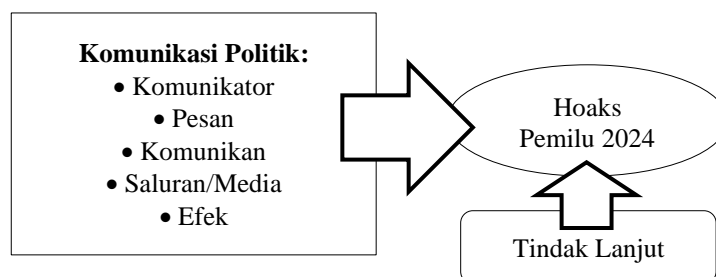 Komunikasi Politik:
• Komunikator
• Pesan
• Komunikan
• Saluran/Media
• Efek
Hoaks
Pemilu 2024
Tindak Lanjut